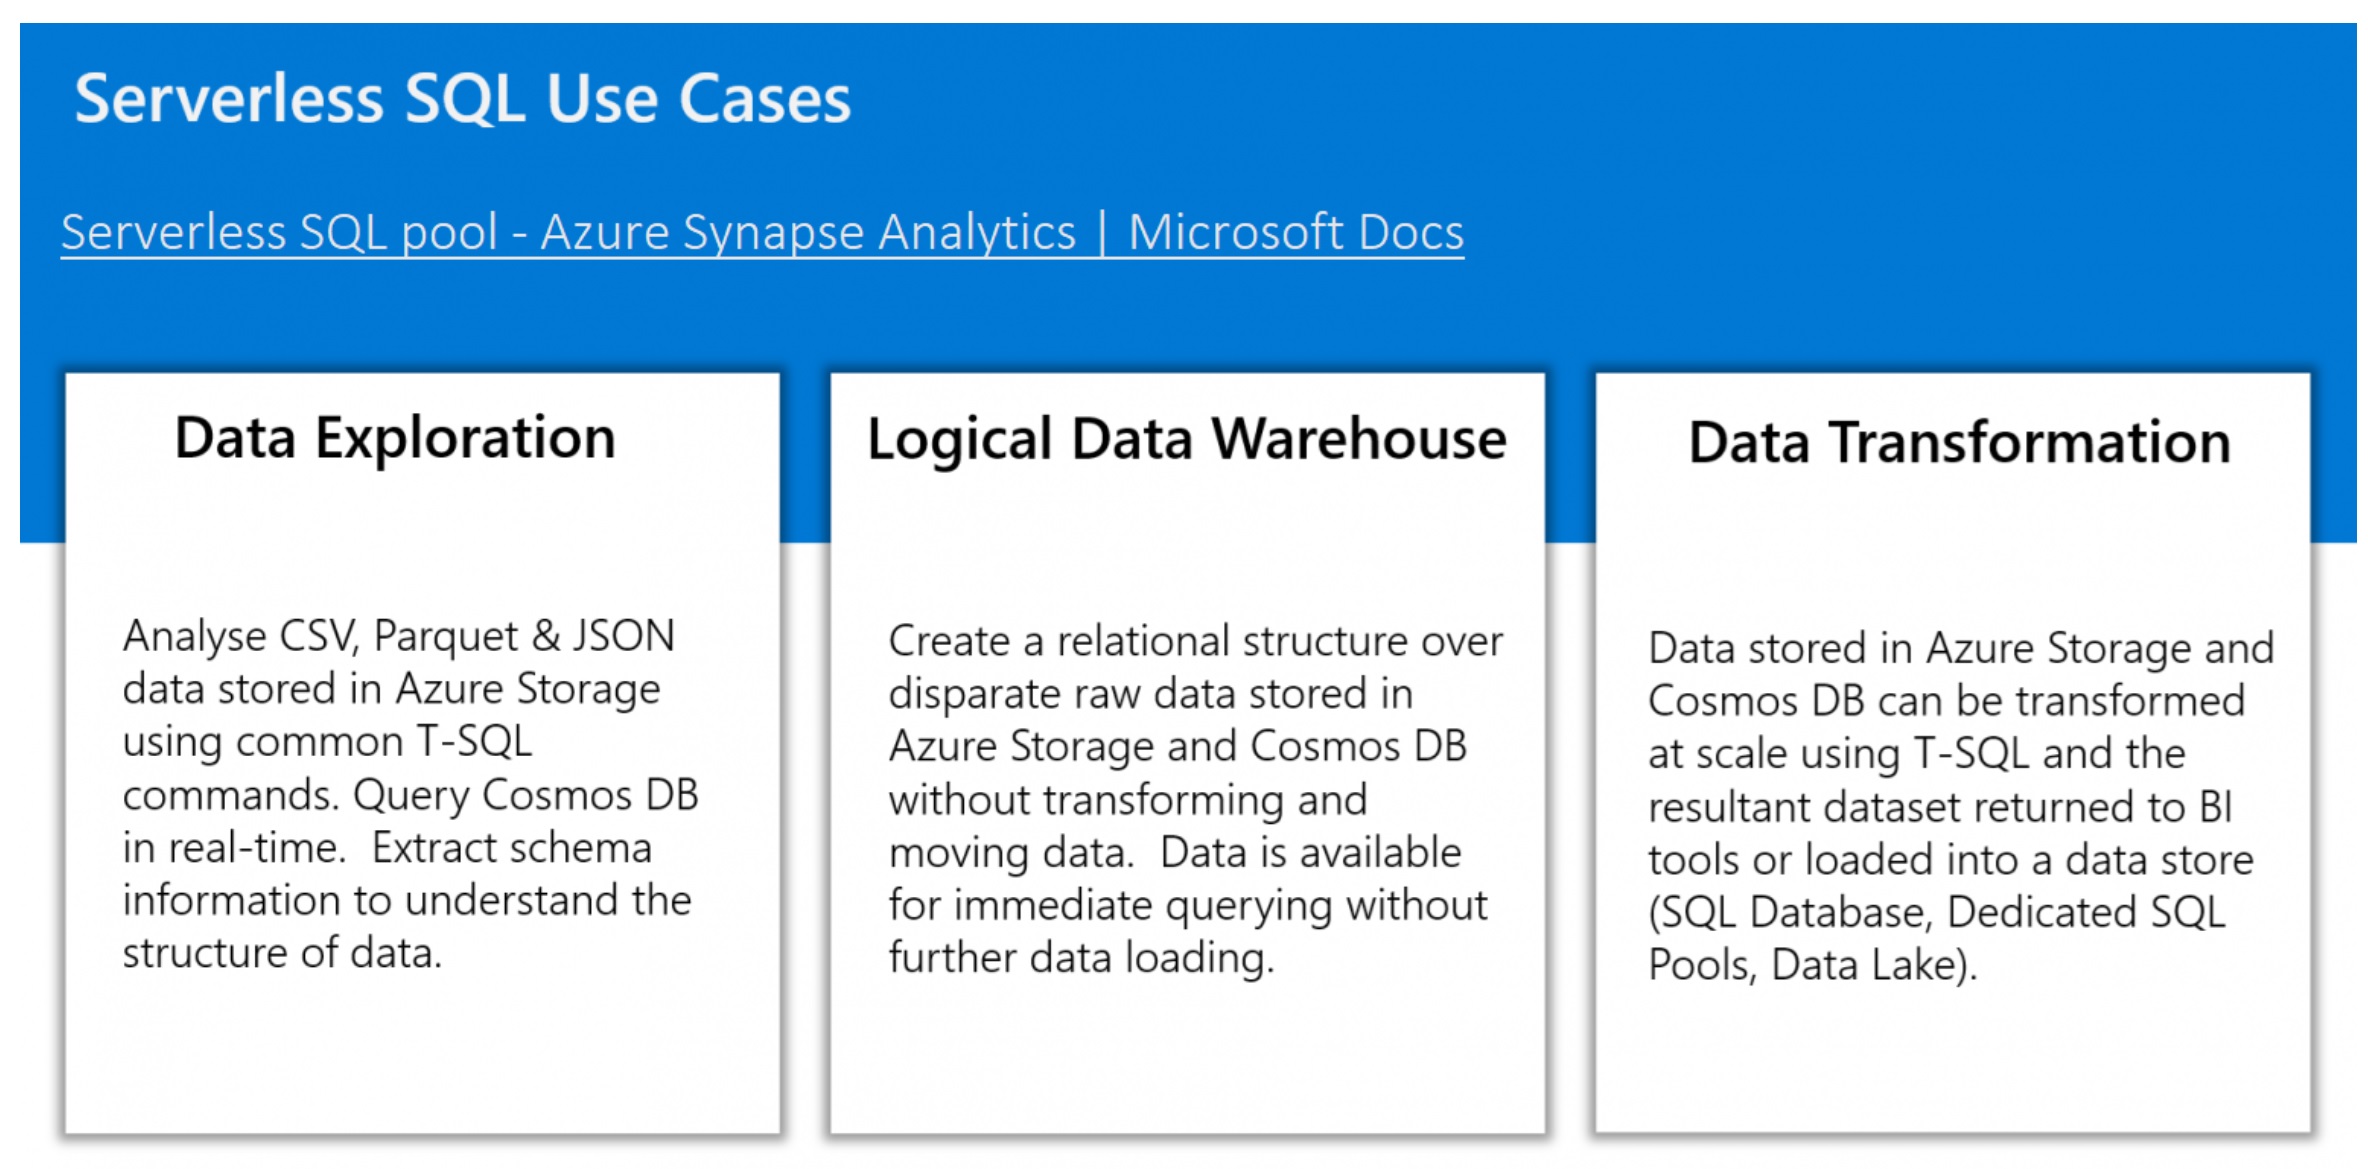 Serverless SQL Use Cases
Serverless SQL pool - Azure Synapse Analytics | Microsoft Docs
Data Exploration
Analyse CSV, Parquet & JSON
data stored in Azure Storage
using common T-SQL
commands. Query Cosmos DB
in real-time.  Extract schema
information to understand the
structure of data.
Logical Data Warehouse
Create a relational structure over
disparate raw data stored in
Azure Storage and Cosmos DB
without transforming and
moving data.  Data is available
for immediate querying without
further data loading.
Data Transformation
Data stored in Azure Storage and
Cosmos DB can be transformed
at scale using T-SQL and the
resultant dataset returned to BI
tools or loaded into a data store
(SQL Database, Dedicated SQL
Pools, Data Lake).